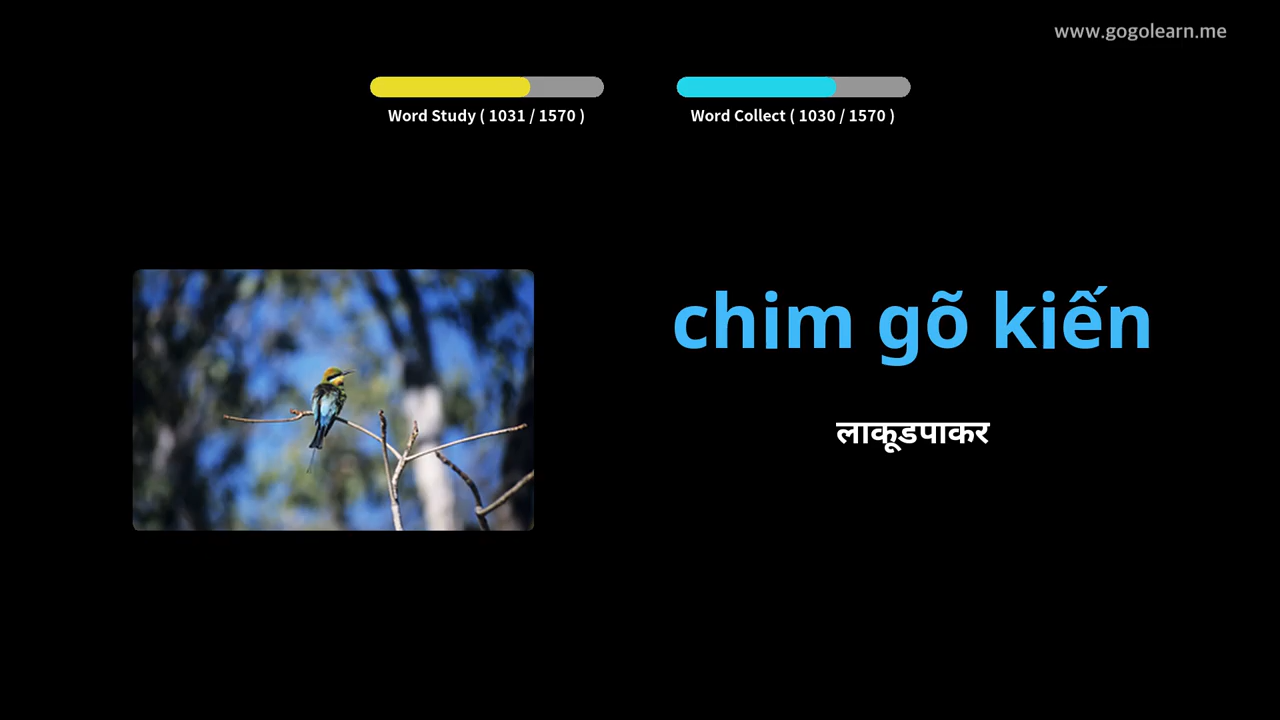 www.gogolearn.me
Word Study ( 1031 / 1570 )
Word Collect ( 1030 / 1570 )
chim gõ kiến
लाकूडपाकर